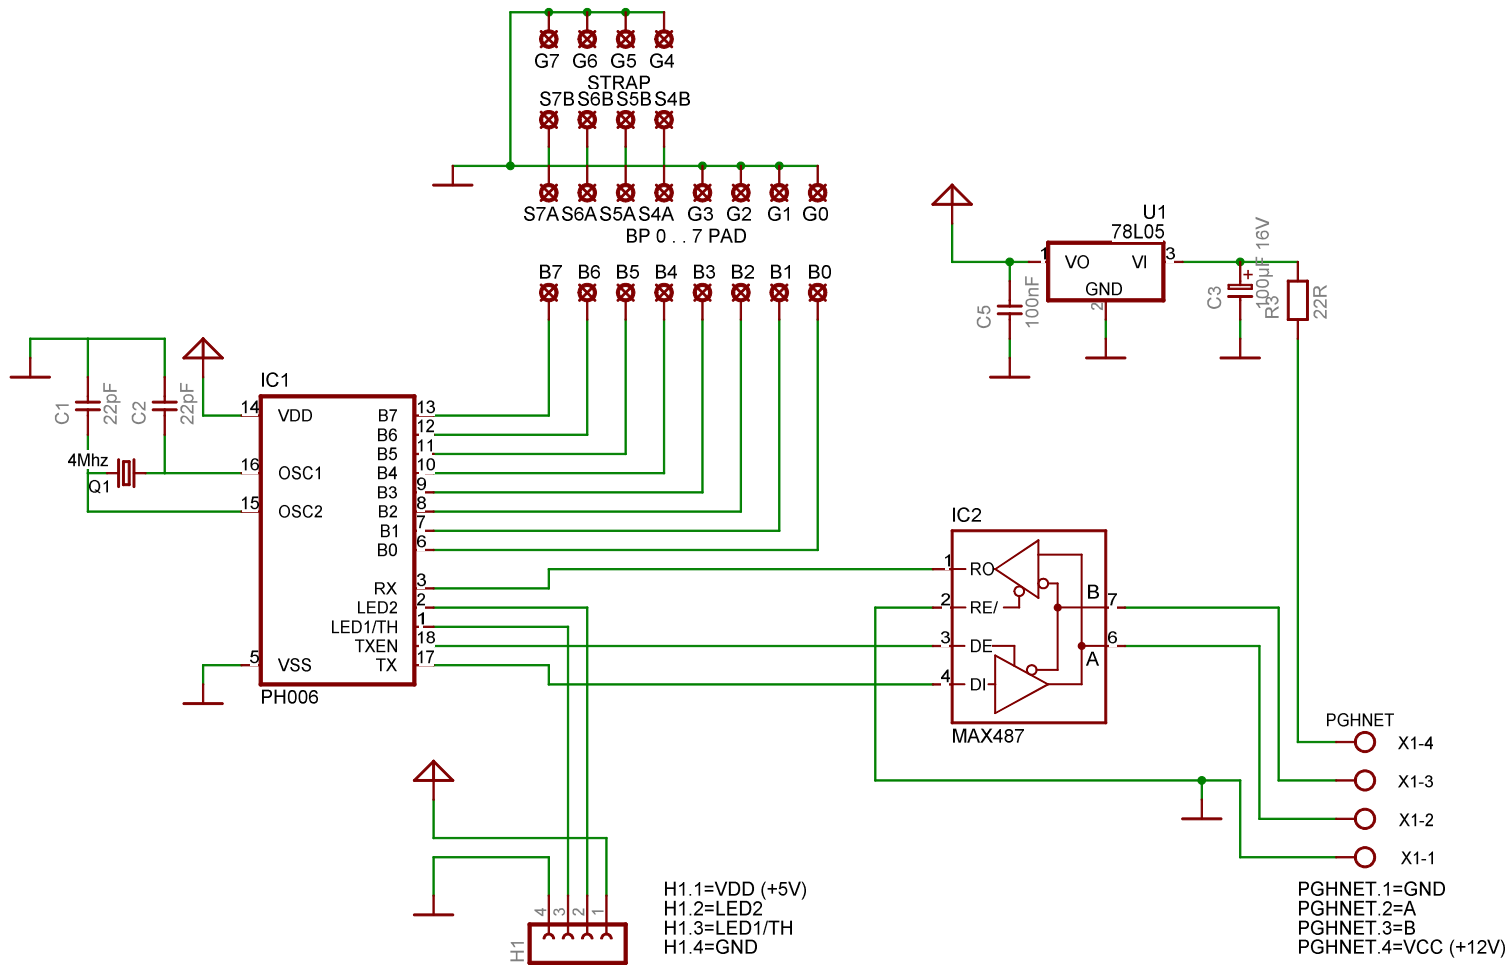 G7 G6 G5 G4
STRAP
S7B S6B S5B S4B
S7A S6A S5A S4A G3 G2 G1 G0
BP 0 . . 7 PAD
B7 B6 B5 B4 B3 B2 B1 B0
U1
78L05
1 VO VI 3
GND
2
C5
100nF
C3
100µF 16V
+
R3
22R
C1
22pF
C2
22pF
4Mhz
Q1
IC1
14 VDD
16 OSC1
15 OSC2
5 VSS
B7 13
B6 12
B5 11
B4 10
B3 9
B2 8
B1 7
B0 6
RX 3
LED2 2
LED1/TH 1
TXEN 18
TX 17
PH006
IC2
1 RO
2 RE/
3 DE
4 DI
B 7
A 6
MAX487
PGHNET
X1-4
X1-3
X1-2
X1-1
H1
4 3 2 1
H1.1=VDD (+5V)
H1.2=LED2
H1.3=LED1/TH
H1.4=GND
PGHNET.1=GND
PGHNET.2=A
PGHNET.3=B
PGHNET.4=VCC (+12V)